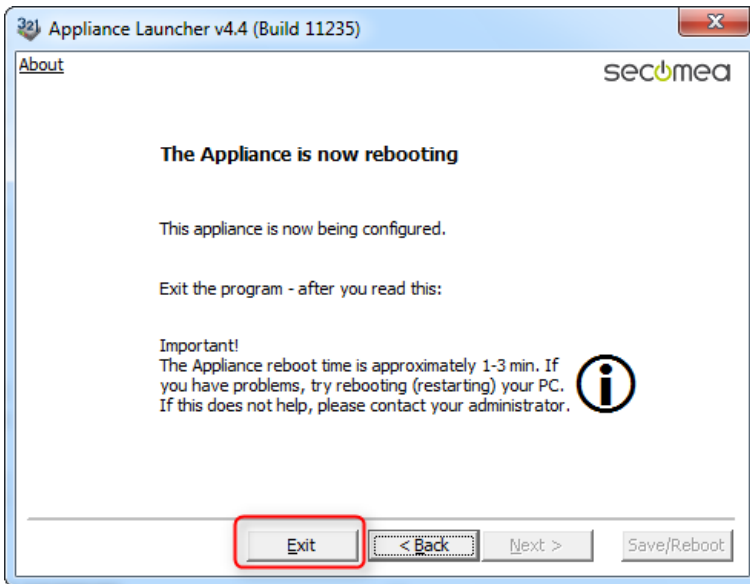 Appliance Launcher v4.4 (Build 11235)
About
secomea
The Appliance is now rebooting
This appliance is now being configured.
Exit the program - after you read this:
Important!
The Appliance reboot time is approximately 1-3 min. If
you have problems, try rebooting (restarting) your PC.
If this does not help, please contact your administrator.
Exit
< Back
Next >
Save/Reboot